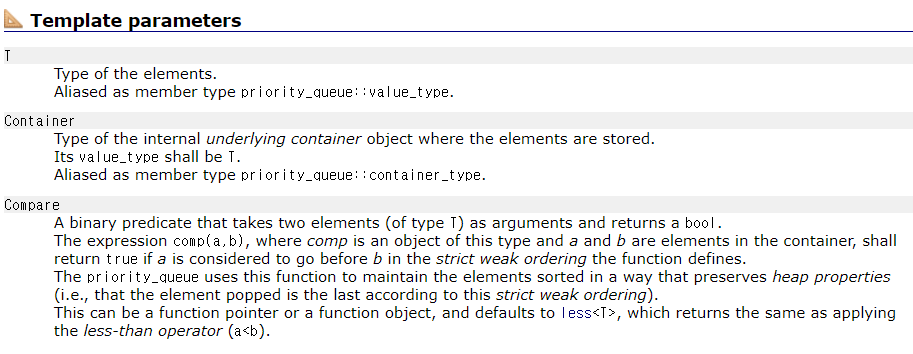 Template parameters
T
Type of the elements.
Aliased as member type priority_queue::value_type.
Container
Type of the internal underlying container object where the elements are stored.
Its value_type shall be T.
Aliased as member type priority_queue::container_type.
Compare
A binary predicate that takes two elements (of type T) as arguments and returns a bool.
The expression comp(a,b), where comp is an object of this type and a and b are elements in the container, shall
return true if a is considered to go before b in the strict weak ordering the function defines.
The priority_queue uses this function to maintain the elements sorted in a way that preserves heap properties
(i.e., that the element popped is the last according to this strict weak ordering).
This can be a function pointer or a function object, and defaults to less<T>, which returns the same as applying
the less-than operator (a<b).